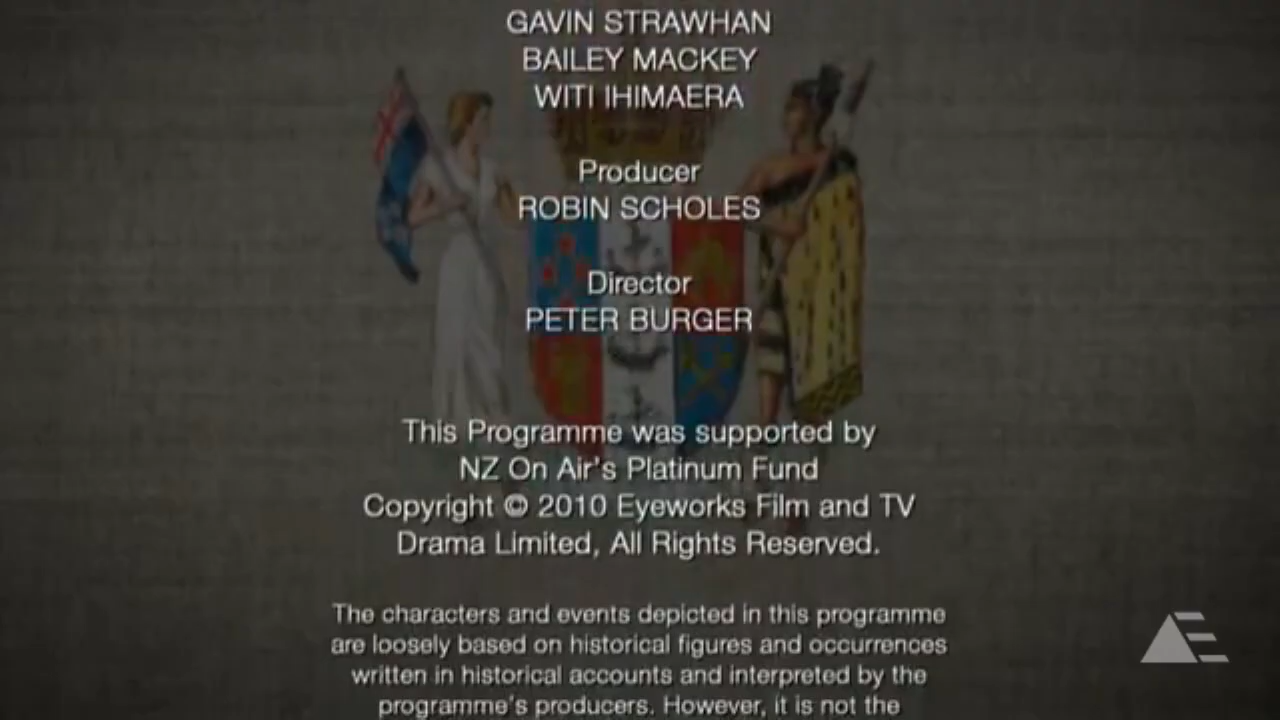 GAVIN STRAWHAN
BAILEY MACKEY
WITI IHIMAERA
Producer
ROBIN SCHOLES
Director
PETER BURGER
This Programme was supported by
NZ On Air's Platinum Fund
Copyright © 2010 Eyeworks Film and TV
Drama Limited, All Rights Reserved.
The characters and events depicted in this programme
are loosely based on historical figures and occurrences
written in historical accounts and interpreted by the
programme's producers. However, it is not the
AE